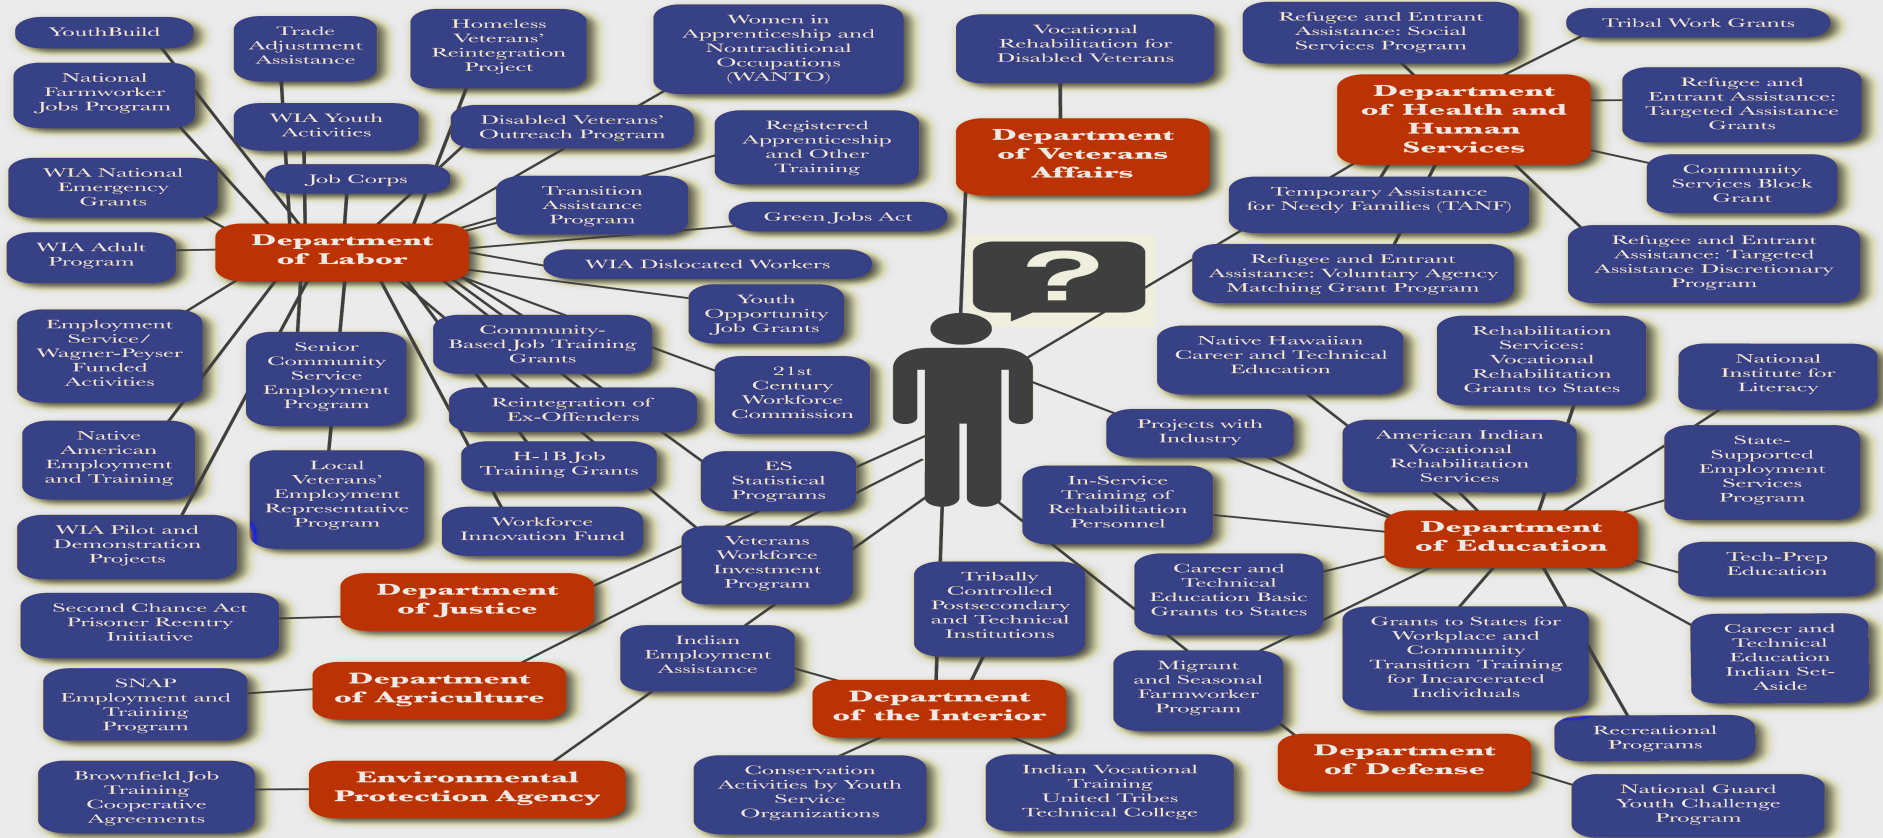 YouthBuild
Trade
Adjustment
Assistance
Homeless
Veterans’
Reintegration
Project
Women in
Apprenticeship and
Nontraditional
Occupations
(WANTO)
Vocational
Rehabilitation for
Disabled Veterans
Refugee and Entrant
Assistance: Social
Services Program
Tribal Work Grants
National
Farmworker
Jobs Program
WIA Youth
Activities
Disabled Veterans’
Outreach Program
Registered
Apprenticeship
and Other
Training
Department
of Veterans
Affairs
Department
of Health and
Human
Services
Refugee and
Entrant Assistance:
Targeted Assistance
Grants
WIA National
Emergency
Grants
Job Corps
Transition
Assistance
Program
Green Jobs Act
Temporary Assistance
for Needy Families (TANF)
Community
Services Block
Grant
WIA Adult
Program
Department
of Labor
WIA Dislocated Workers
?
Refugee and Entrant
Assistance: Voluntary Agency
Matching Grant Program
Refugee and Entrant
Assistance: Targeted
Assistance Discretionary
Program
Employment
Service/
Wagner-Peyser
Funded
Activities
Senior
Community
Service
Employment
Program
Community-
Based Job Training
Grants
Youth
Opportunity
Job Grants
Native Hawaiian
Career and Technical
Education
Rehabilitation
Services:
Vocational
Rehabilitation
Grants to States
National
Institute for
Literacy
21st
Century
Workforce
Commission
Reintegration of
Ex-Offenders
Projects with
Industry
American Indian
Vocational
Rehabilitation
Services
State-
Supported
Employment
Services
Program
Native
American
Employment
and Training
Local
Veterans’
Employment
Representative
Program
H-1B Job
Training Grants
ES
Statistical
Programs
In-Service
Training of
Rehabilitation
Personnel
Department
of Education
WIA Pilot and
Demonstration
Projects
Workforce
Innovation Fund
Veterans
Workforce
Investment
Program
Tribally
Controlled
Postsecondary
and Technical
Institutions
Career and
Technical
Education Basic
Grants to States
Tech-Prep
Education
Second Chance Act
Prisoner Reentry
Initiative
Department
of Justice
Indian
Employment
Assistance
Migrant
and Seasonal
Farmworker
Program
Grants to States for
Workplace and
Community
Transition Training
for Incarcerated
Individuals
Career and
Technical
Education
Indian Set-
Aside
SNAP
Employment and
Training
Program
Department
of Agriculture
Department
of the Interior
Recreational
Programs
Department
of Defense
Brownfield Job
Training
Cooperative
Agreements
Environmental
Protection Agency
Conservation
Activities by Youth
Service
Organizations
Indian Vocational
Training
United Tribes
Technical College
National Guard
Youth Challenge
Program